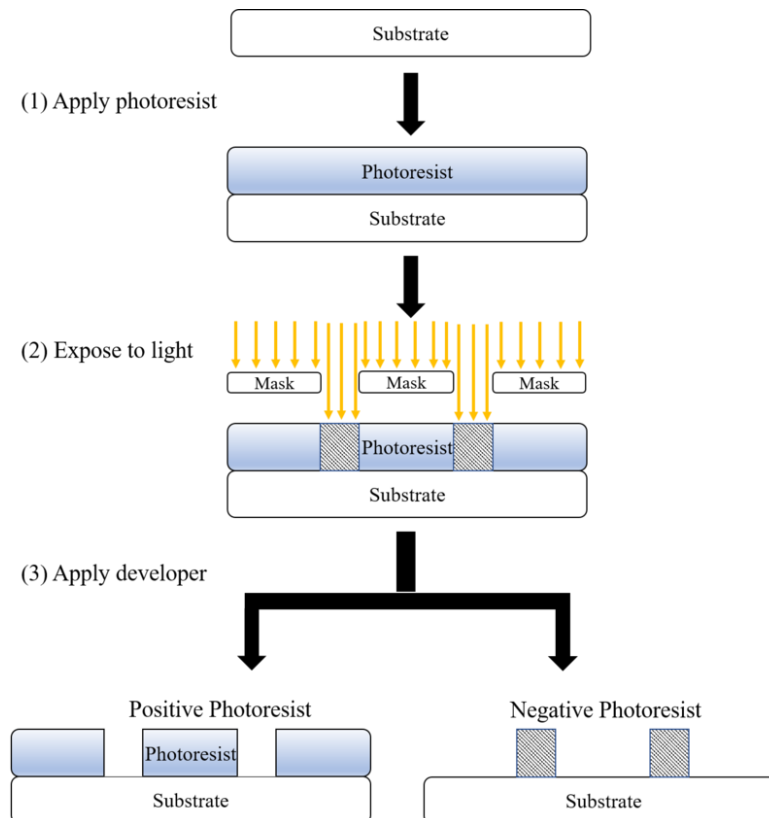 Substrate
(1) Apply photoresist
Photoresist
Substrate
(2) Expose to light
Mask Mask Mask
Photoresist
Substrate
(3) Apply developer
Positive Photoresist Negative Photoresist
Photoresist
Substrate Substrate